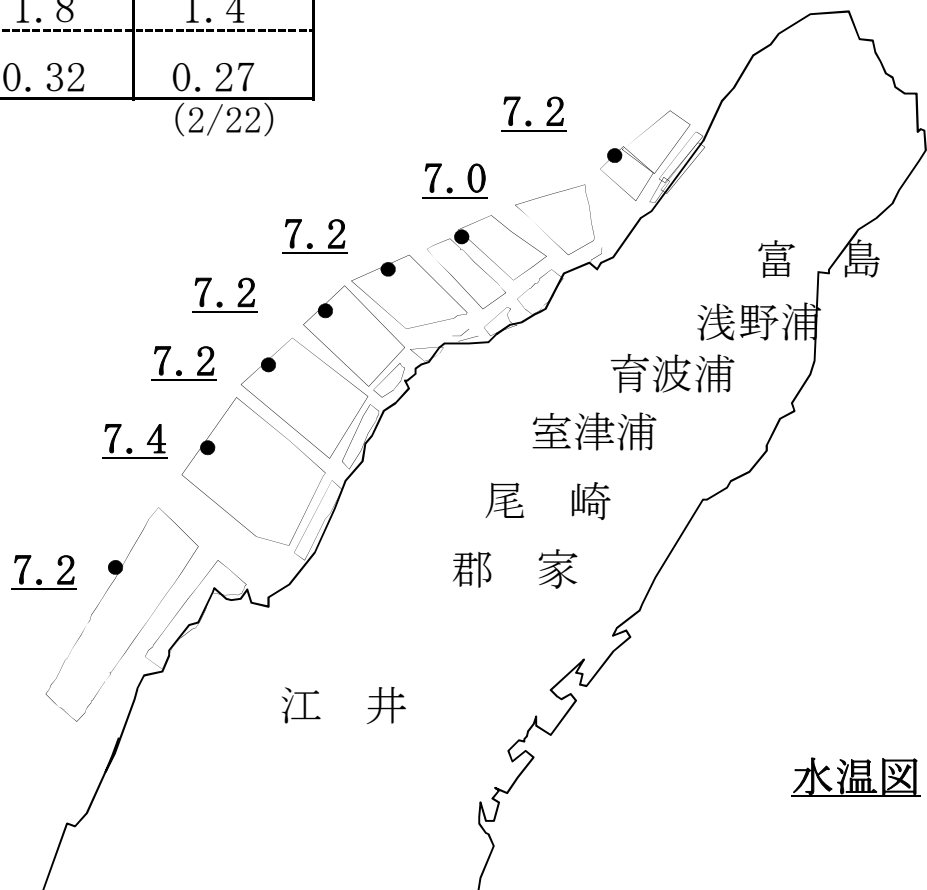 1.8 1.4
0.32 0.27
(2/22)
7.2
7.0
7.2
7.2
7.2
7.4
7.2
富 島
浅野浦
育波浦
室津浦
尾 崎
郡 家
江 井
水温図